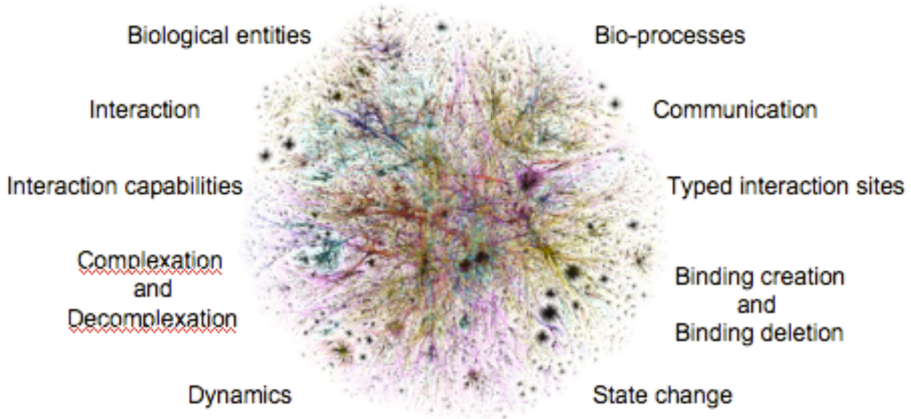 Biological entities
Bio-processes
Interaction
Communication
Interaction capabilities
Typed interaction sites
Complexation
and
Decomplexation
Binding creation
and
Binding deletion
Dynamics
State change